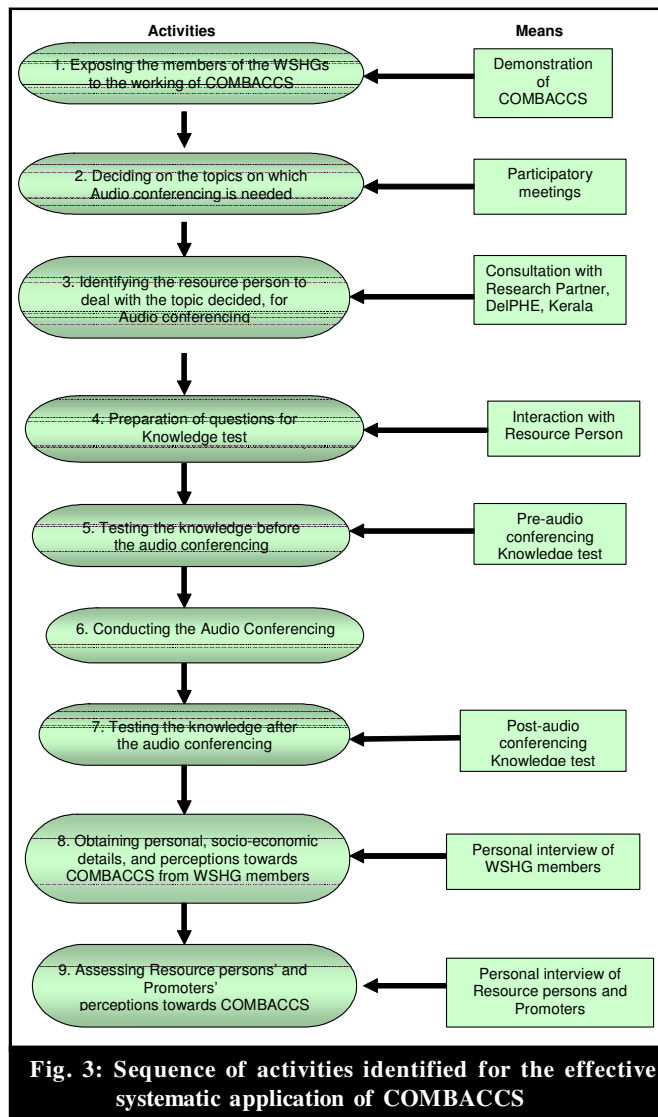 Activities
Means
1. Exposing the members of the WSHGs
to the working of COMBACCS
Demonstration
of
COMBACCS
2. Deciding on the topics on which
Audio conferencing is needed
Participatory
meetings
3. Identifying the resource person to
deal with the topic decided, for
Audio conferencing
Consultation with
Research Partner,
DelPHE, Kerala
4. Preparation of questions for
Knowledge test
Interaction with
Resource Person
5. Testing the knowledge before
the audio conferencing
Pre-audio
conferencing
Knowledge test
6. Conducting the Audio Conferencing
7. Testing the knowledge after
the audio conferencing
Post-audio
conferencing
Knowledge test
8. Obtaining personal, socio-economic
details, and perceptions towards
COMBACCS from WSHG members
Personal interview of
WSHG members
9. Assessing Resource persons' and
Promoters'
perceptions towards COMBACCS
Personal interview of
Resource persons and
Promoters
Fig. 3: Sequence of activities identified for the effective
systematic application of COMBACCS